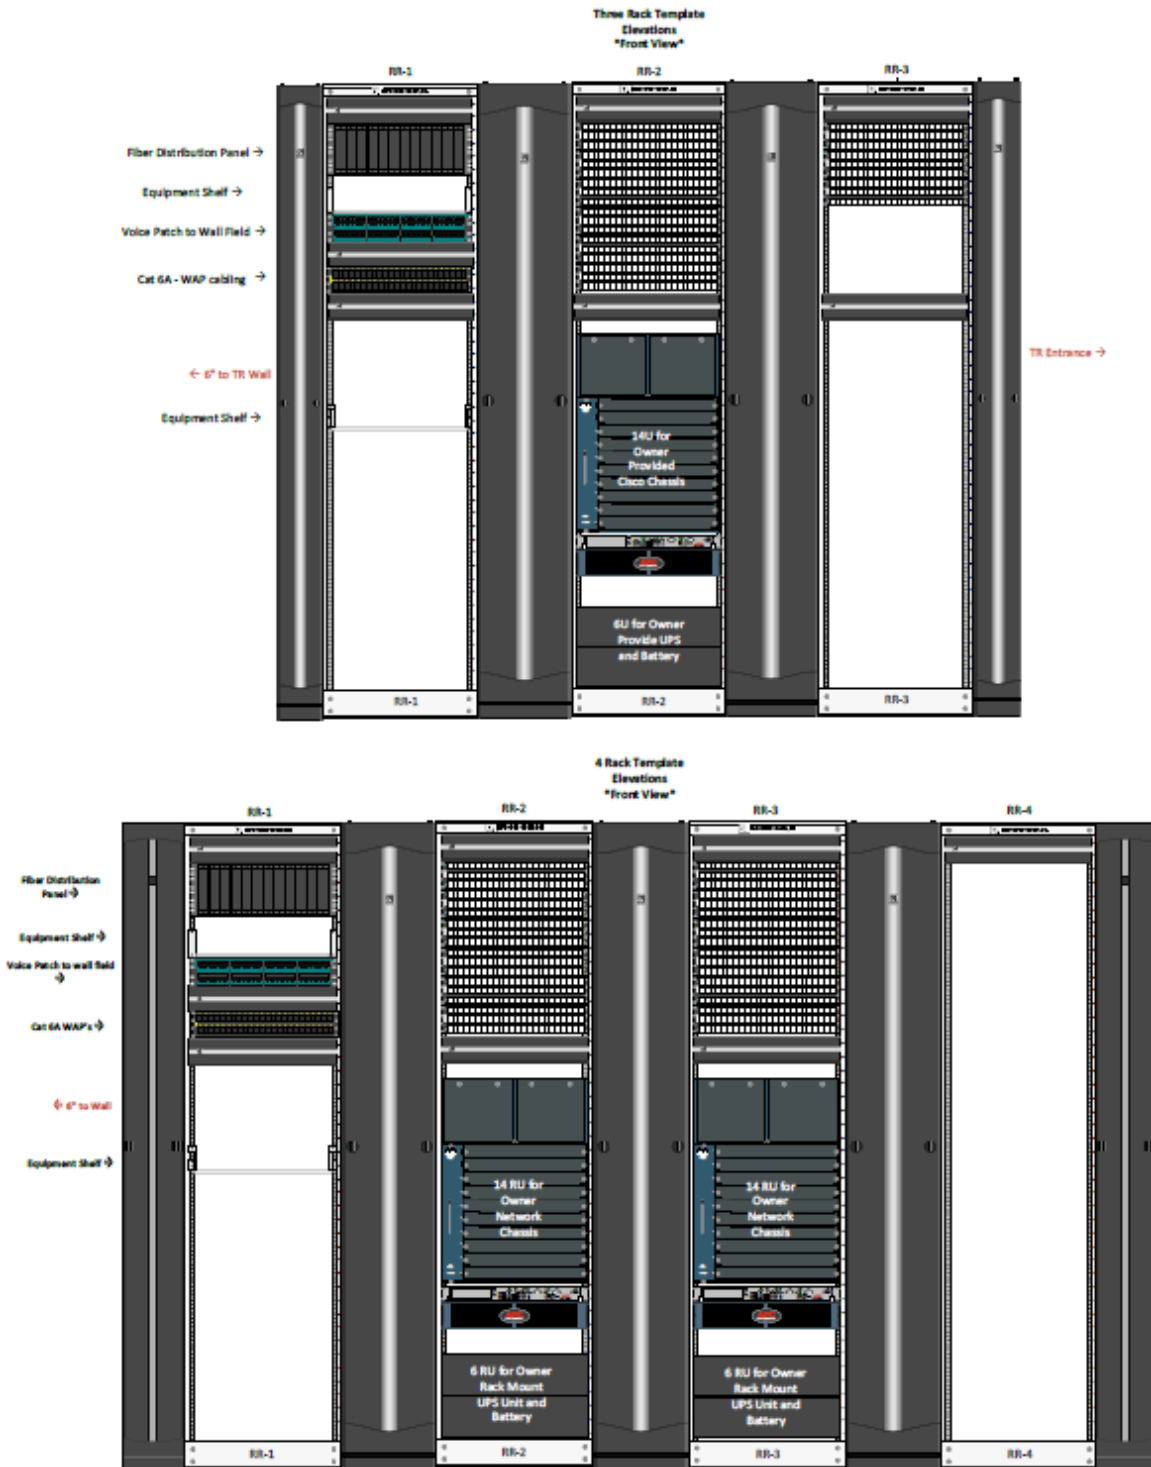 Three Rack Template
Elevations
*Front View*
RR-1
RR-2
RR-3
Fiber Distribution Panel →
Equipment Shelf →
Voice Patch to Wall Field →
Cat 6A - WAP cabling →
← 6" to TR Wall
TR Entrance →
Equipment Shelf →
14U for
Owner
Provided
Cisco Chassis
6U for Owner
Provide UPS
and Battery
RR-1
RR-2
RR-3
4 Rack Template
Elevations
*Front View*
RR-1
RR-2
RR-3
RR-4
Fiber Distribution
Panel →
Equipment Shelf →
Voice Patch to wall field
→
Cat 6A WAP's →
← 6" to Wall
Equipment Shelf →
14 RU for
Owner
Network
Chassis
14 RU for
Owner
Network
Chassis
6 RU for Owner
Rack Mount
UPS Unit and
Battery
6 RU for Owner
Rack Mount
UPS Unit and
Battery
RR-1
RR-2
RR-3
RR-4